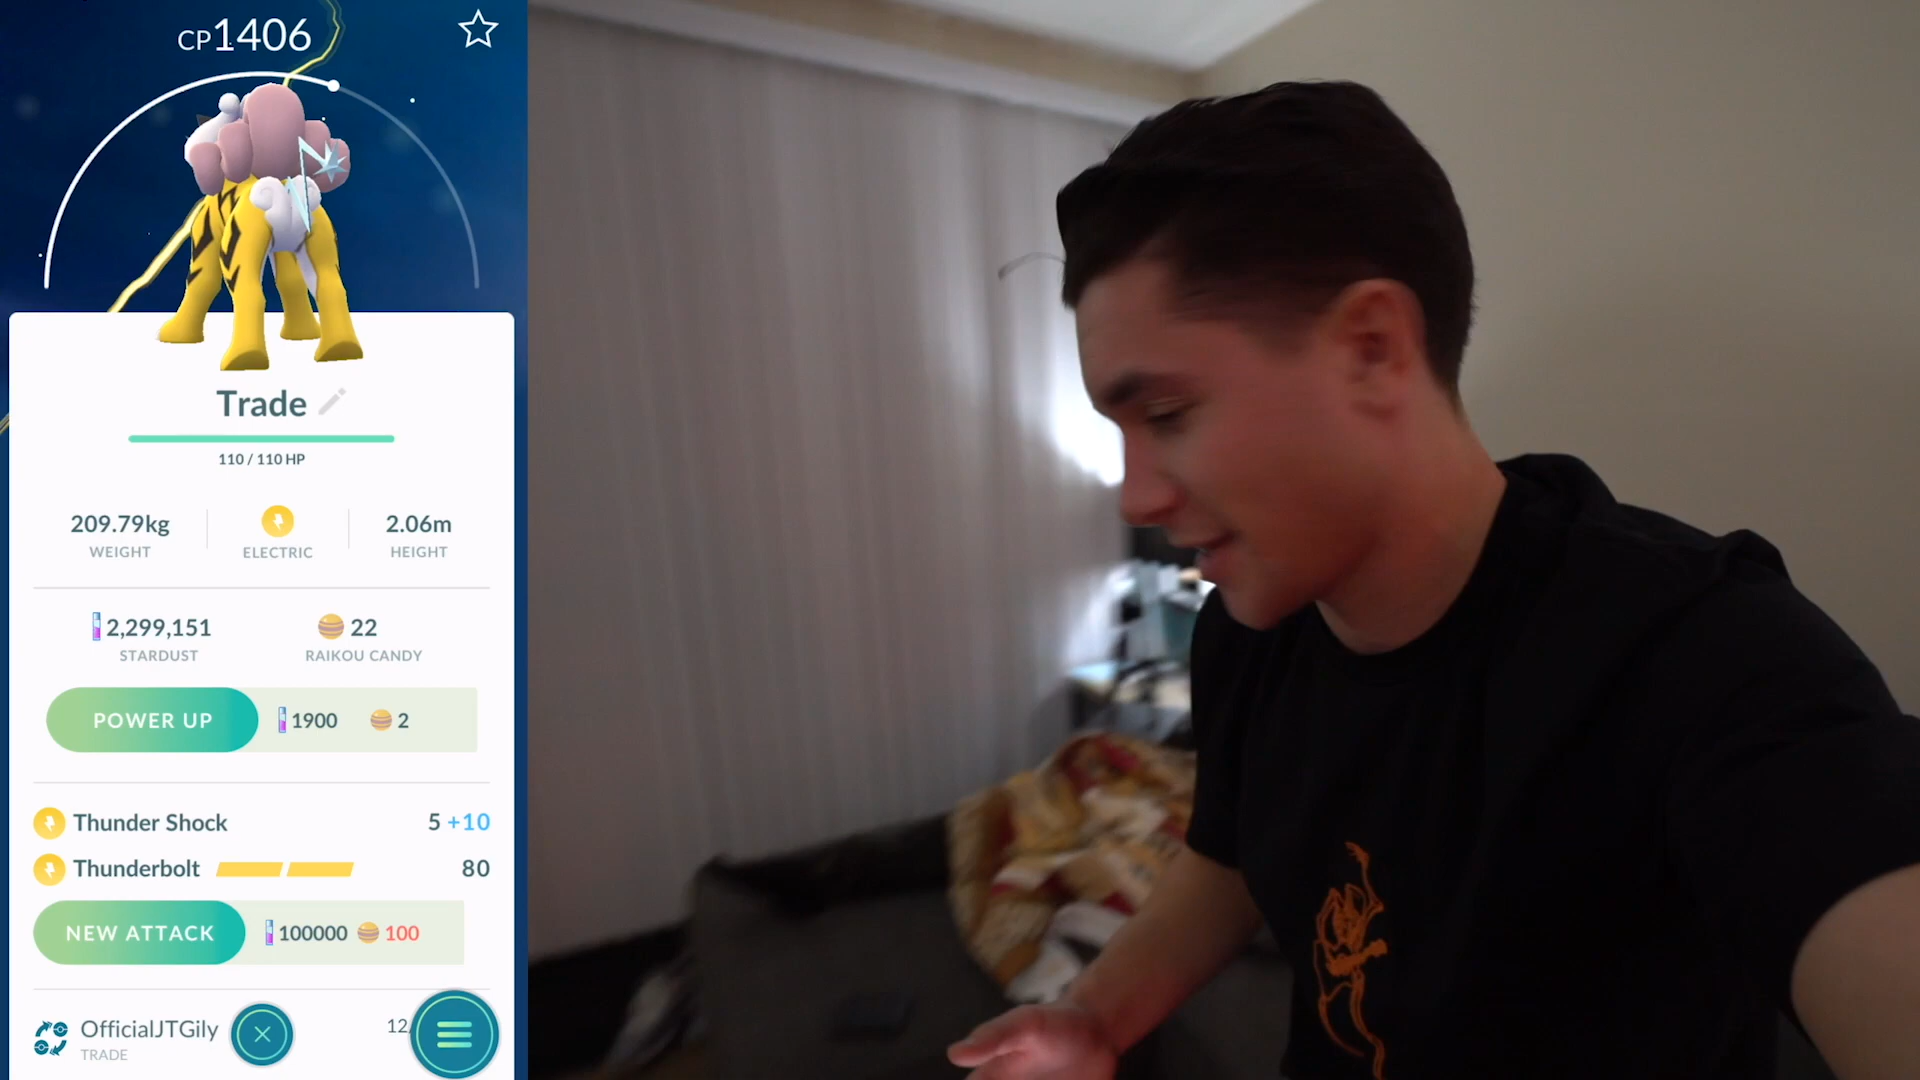 CP1406
Trade
110 / 110 HP
209.79kg
WEIGHT
ELECTRIC
2.06m
HEIGHT
2,299,151
STARDUST
22
RAIKOU CANDY
POWER UP 1900 2
Thunder Shock 5 +10
Thunderbolt 80
NEW ATTACK 100000 100
OfficialJTGily 12/
TRADE